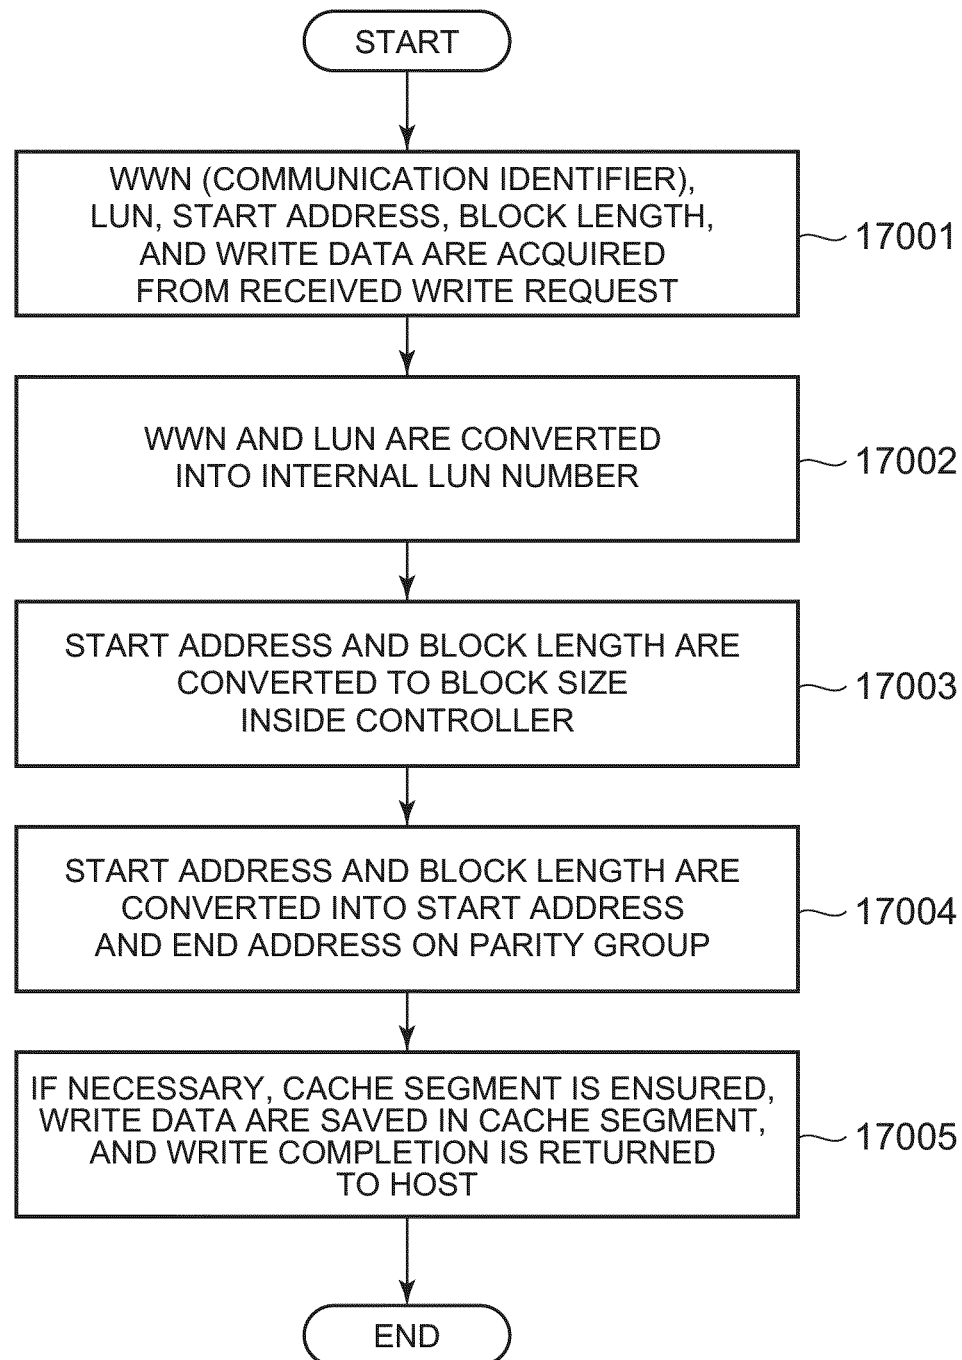 START
WWN (COMMUNICATION IDENTIFIER),
LUN, START ADDRESS, BLOCK LENGTH,
AND WRITE DATA ARE ACQUIRED
FROM RECEIVED WRITE REQUEST
17001
WWN AND LUN ARE CONVERTED
INTO INTERNAL LUN NUMBER
17002
START ADDRESS AND BLOCK LENGTH ARE
CONVERTED TO BLOCK SIZE
INSIDE CONTROLLER
17003
START ADDRESS AND BLOCK LENGTH ARE
CONVERTED INTO START ADDRESS
AND END ADDRESS ON PARITY GROUP
17004
IF NECESSARY, CACHE SEGMENT IS ENSURED,
WRITE DATA ARE SAVED IN CACHE SEGMENT,
AND WRITE COMPLETION IS RETURNED
TO HOST
17005
END